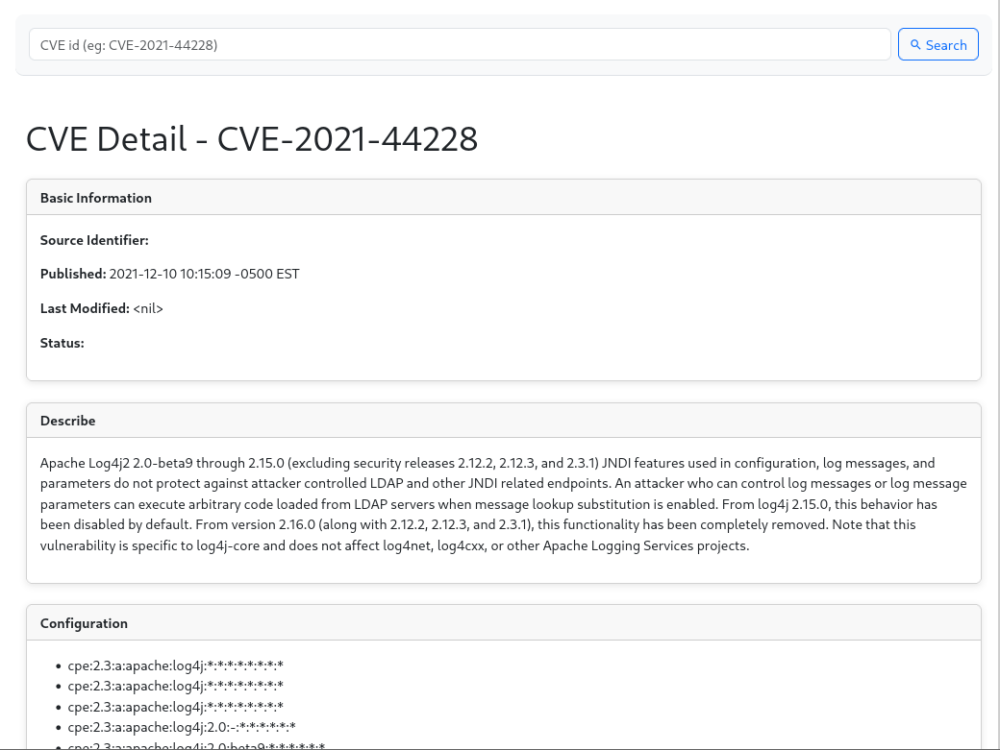 CVE id (eg: CVE-2021-44228)
Search
CVE Detail - CVE-2021-44228
Basic Information
Source Identifier:
Published: 2021-12-10 10:15:09 -0500 EST
Last Modified: <nil>
Status:
Describe
Apache Log4j2 2.0-beta9 through 2.15.0 (excluding security releases 2.12.2, 2.12.3, and 2.3.1) JNDI features used in configuration, log messages, and
parameters do not protect against attacker controlled LDAP and other JNDI related endpoints. An attacker who can control log messages or log message
parameters can execute arbitrary code loaded from LDAP servers when message lookup substitution is enabled. From log4j 2.15.0, this behavior has
been disabled by default. From version 2.16.0 (along with 2.12.2, 2.12.3, and 2.3.1), this functionality has been completely removed. Note that this
vulnerability is specific to log4j-core and does not affect log4net, log4cxx, or other Apache Logging Services projects.
Configuration
• cpe:2.3:a:apache:log4j:*:*:*:*:*:*:*:*
• cpe:2.3:a:apache:log4j:*:*:*:*:*:*:*:*
• cpe:2.3:a:apache:log4j:*:*:*:*:*:*:*:*
• cpe:2.3:a:apache:log4j:2.0:-:*:*:*:*:*:*
• cpe:2.3:a:apache:log4j:2.0:beta9:*:*:*:*:*:*